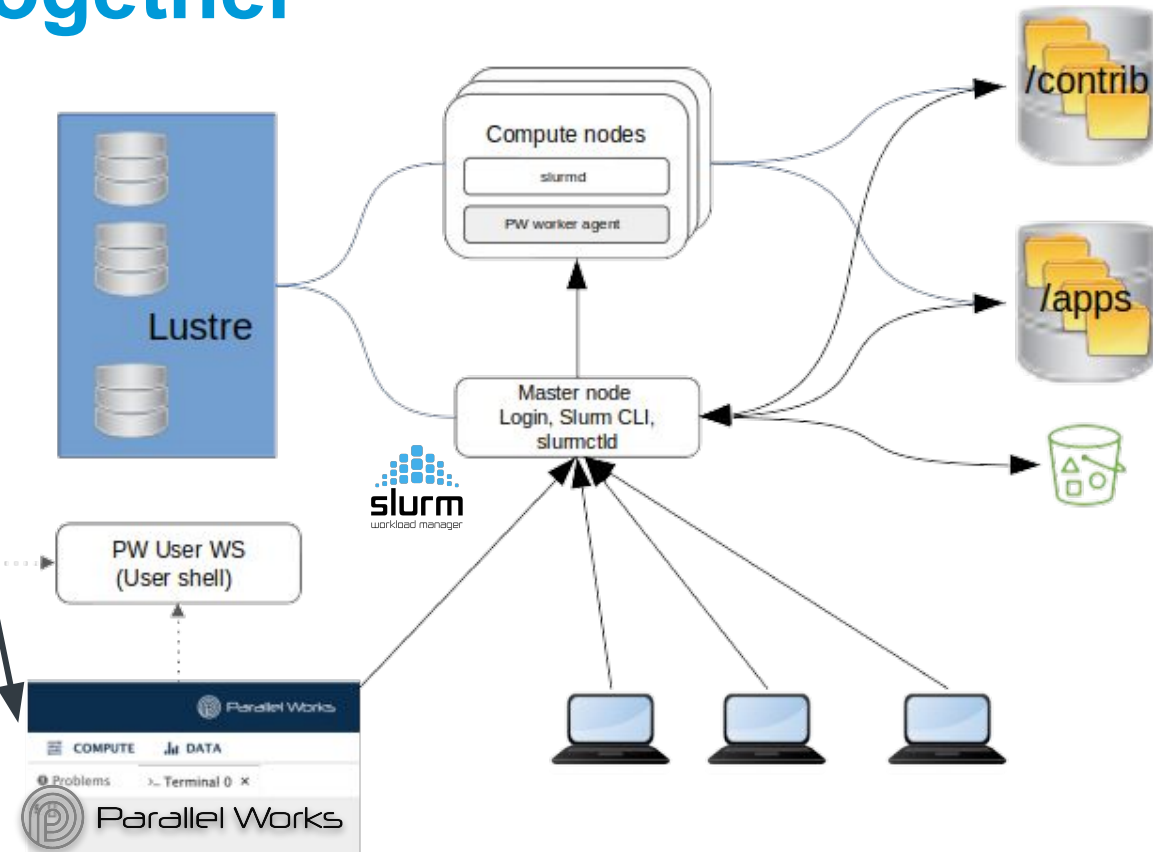 ogether
/contrib
Compute nodes
slurmd
PW worker agent
Lustre
/apps
Master node
Login, Slurm CLI,
slurmctld
slurm
workload manager
PW User WS
(User shell)
Parallel Works
COMPUTE DATA
Problems >_ Terminal 0 ×
Parallel Works